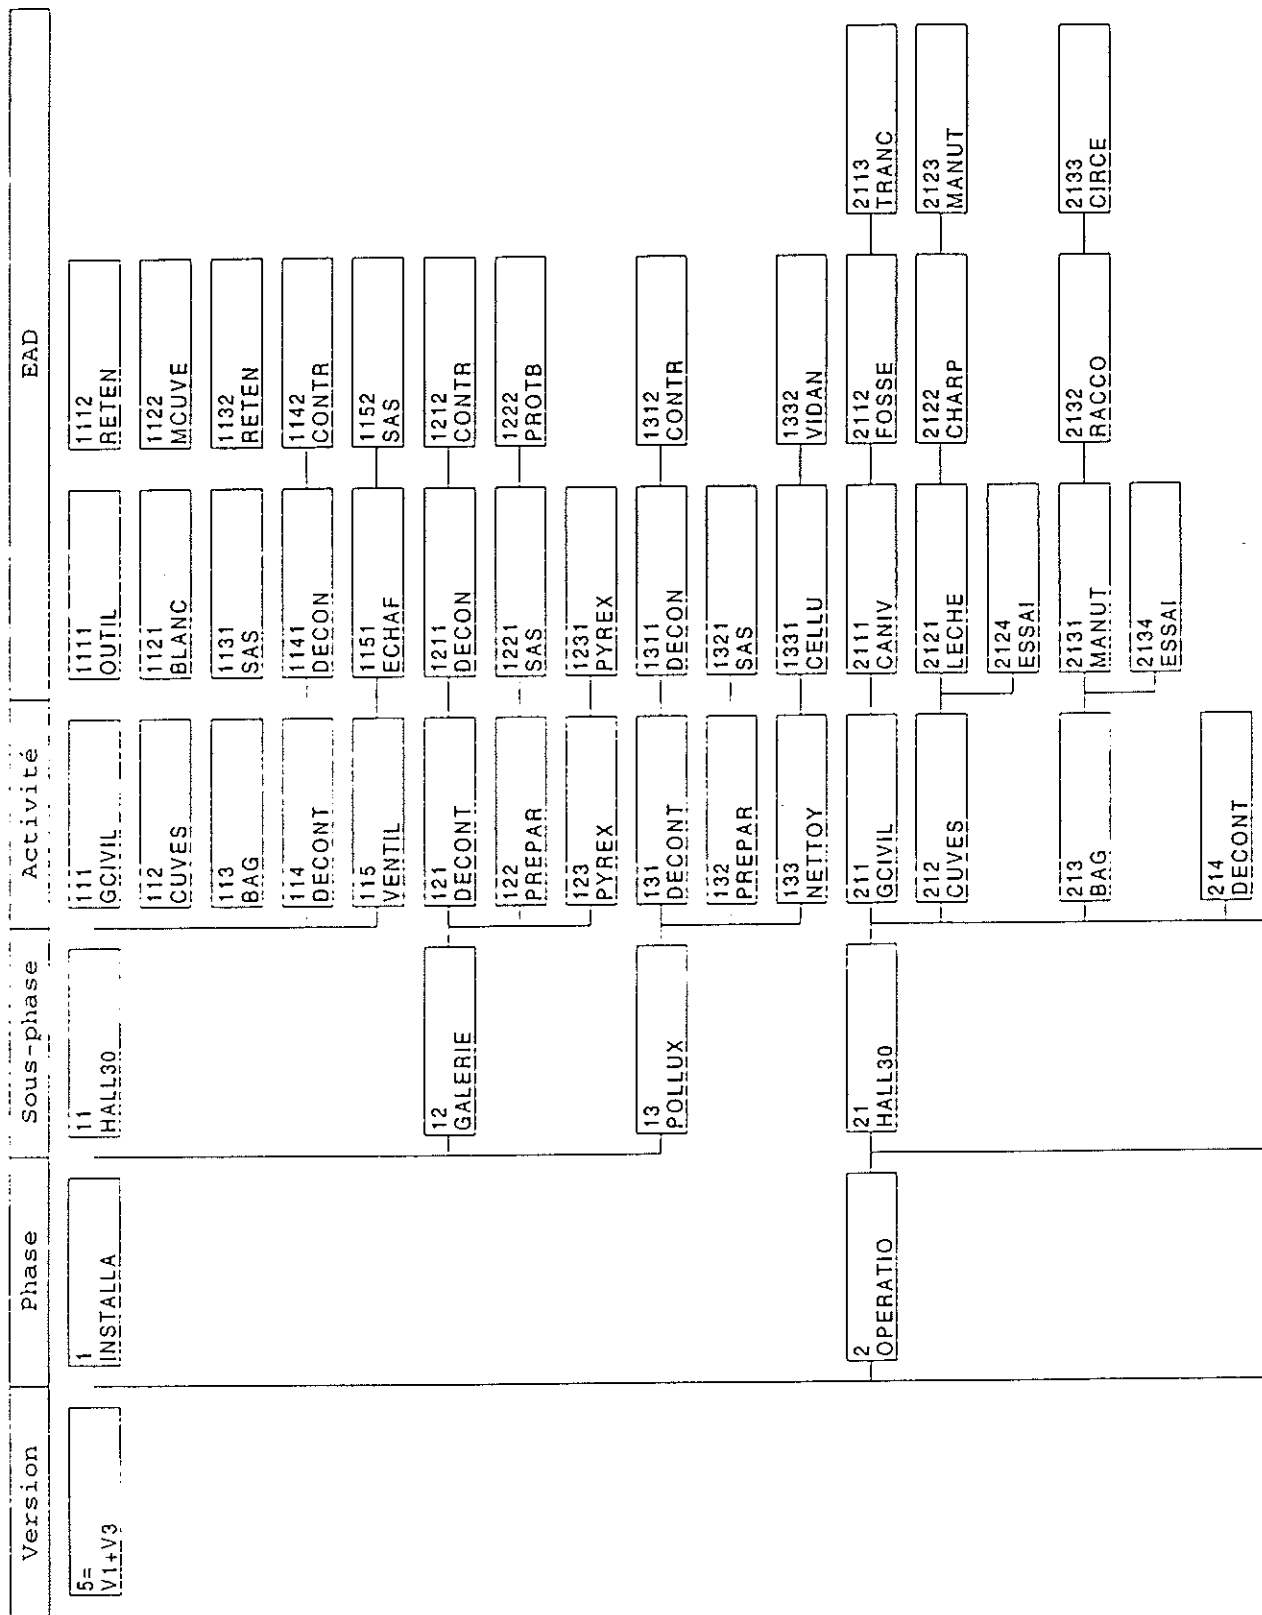 Version
Phase
Sous-phase
Activité
EAD
5=
V1+V3
1
INSTALLA
11
HALL30
111
GCIVIL
1111
OUTIL
1112
RETEN
112
CUVES
1121
BLANC
1122
MCUVE
113
BAG
1131
SAS
1132
RETEN
114
DECONT
1141
DECON
1142
CONTR
115
VENTIL
1151
ECHAF
1152
SAS
12
GALERIE
121
DECONT
1211
DECON
1212
CONTR
122
PREPAR
1221
SAS
1222
PROTB
123
PYREX
1231
PYREX
13
POLLUX
131
DECONT
1311
DECON
1312
CONTR
132
PREPAR
1321
SAS
133
NETTOY
1331
CELLU
1332
VIDAN
2
OPERATIO
21
HALL30
211
GCIVIL
2111
CANIV
2112
FOSSE
2113
TRANC
212
CUVES
2121
LECHE
2122
CHARP
2123
MANUT
2124
ESSAI
213
BAG
2131
MANUT
2132
RACCO
2133
CIRCE
2134
ESSAI
214
DECONT